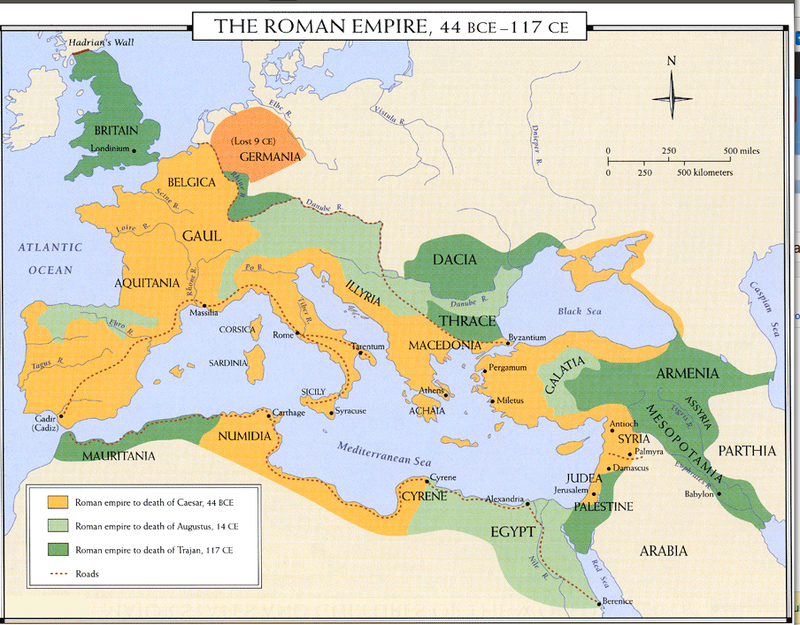 THE ROMAN EMPIRE, 44 BCE–117 CE
Hadrian's Wall
N
BRITAIN
Londinium
Elbe R.
Vistula R.
Dnieper R.
(Lost 9 CE)
GERMANIA
0 250 500 miles
0 250 500 kilometers
BELGICA
Rhine R.
Seine R.
Danube R.
Loire R.
GAUL
ATLANTIC
OCEAN
DACIA
AQUITANIA
Rhone R.
Po R.
ILLYRIA
Danube R.
Caspian Sea
Massilia
Black Sea
Ebro R.
CORSICA
Tiber R.
THRACE
Rome
Byzantium
MACEDONIA
Tarentum
Tagus R.
SARDINIA
Pergamum
GALATIA
ARMENIA
SICILY
Athens
Miletus
Gadir
(Cadiz)
Carthage
Syracuse
ACHAIA
ASSYRIA
Tigris R.
MESOPOTAMIA
Antioch
NUMIDIA
SYRIA
Palmyra
PARTHIA
MAURITANIA
Mediterranean Sea
Damascus
Euphrates R.
Cyrene
JUDEA
CYRENE
Alexandria
Jerusalem
Babylon
PALESTINE
Roman empire to death of Caesar, 44 BCE
Roman empire to death of Augustus, 14 CE
Roman empire to death of Trajan, 117 CE
Roads
EGYPT
ARABIA
Nile R.
Red Sea
Berenice